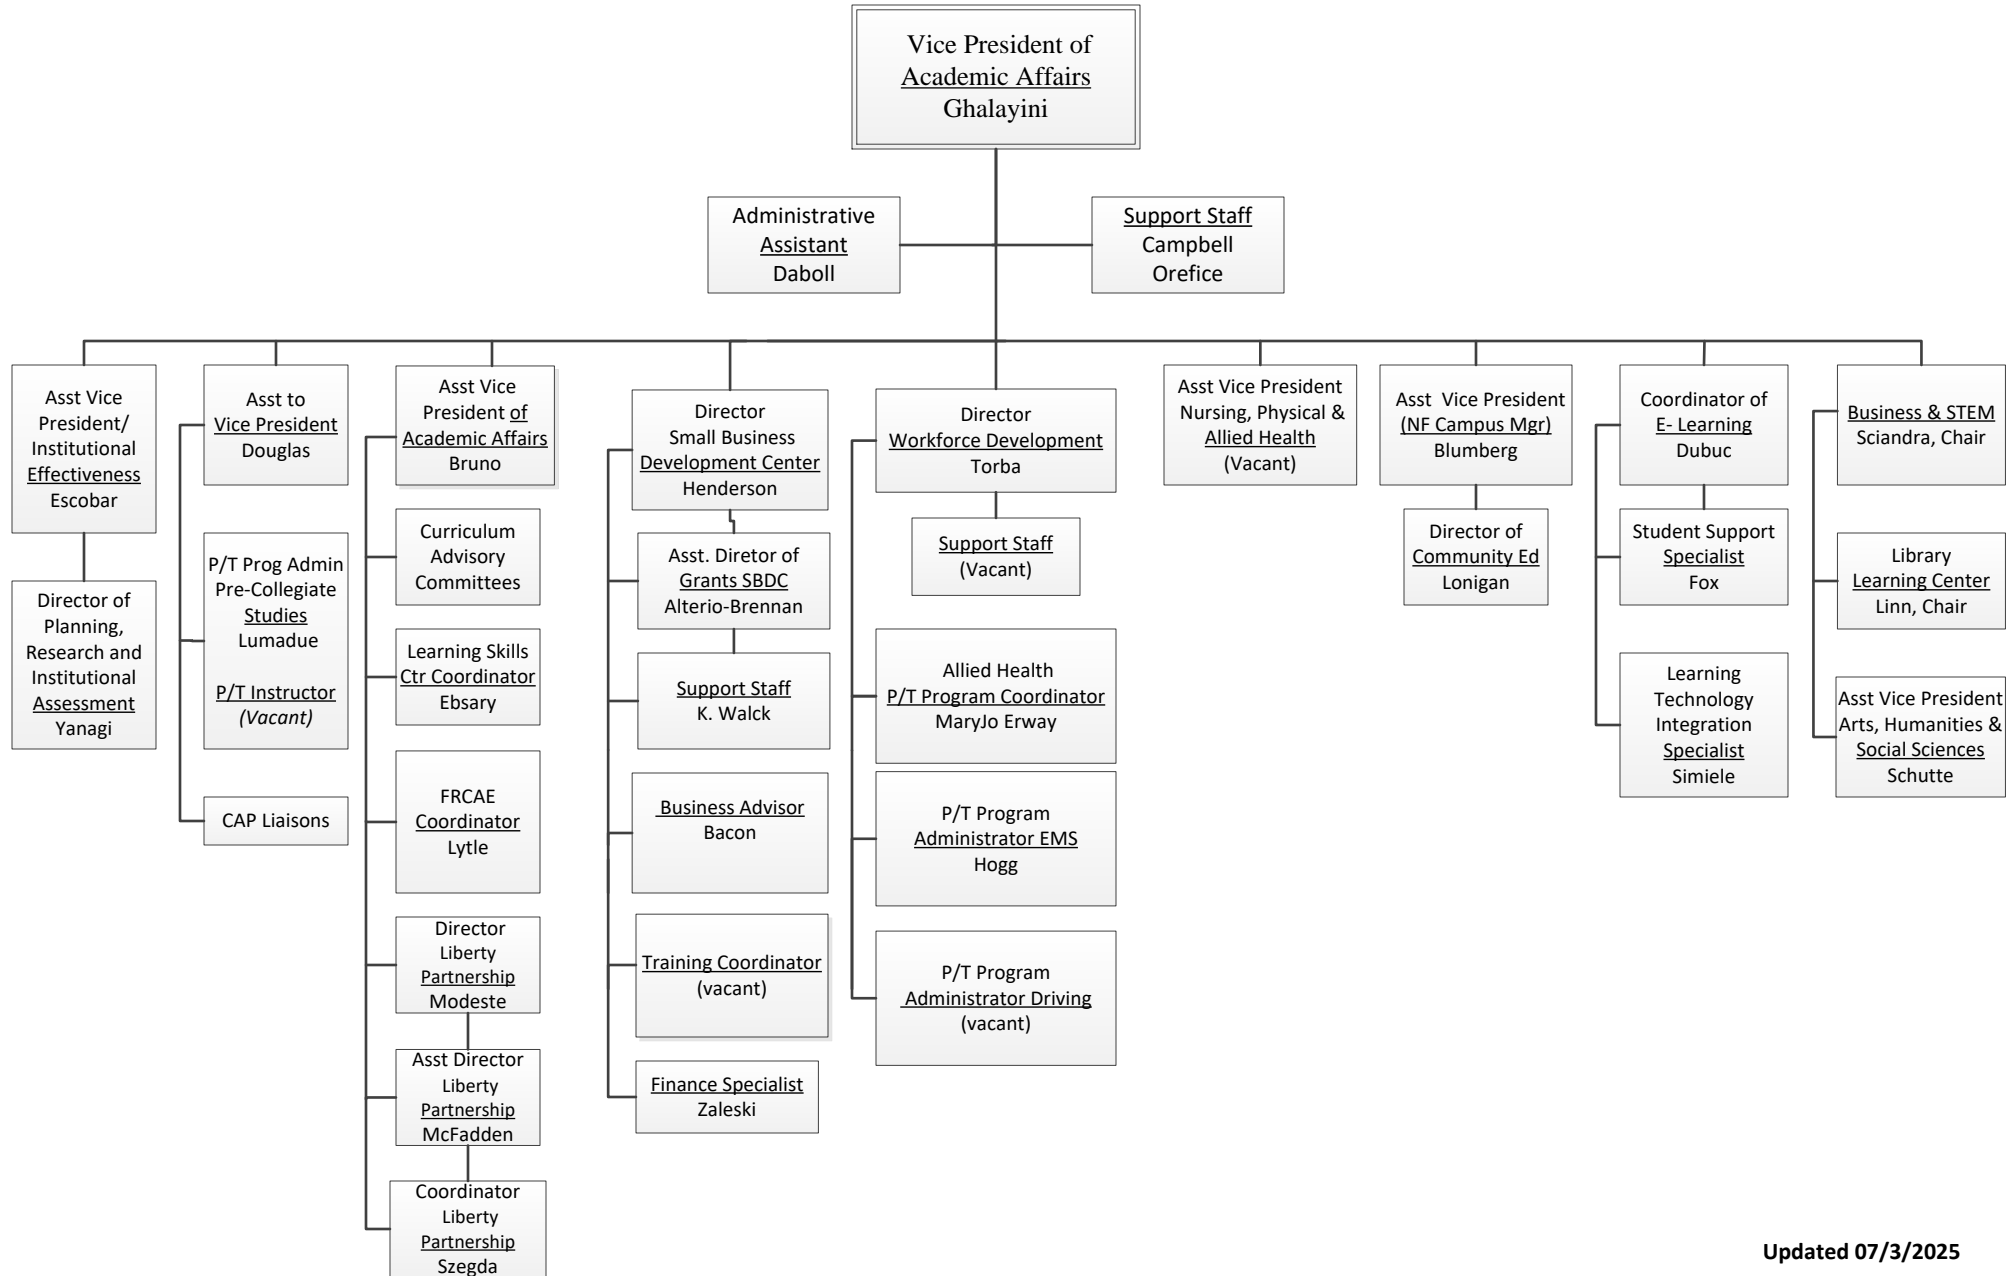 Vice President of
Academic Affairs
Ghalayini
Administrative
Assistant
Daboll
Support Staff
Campbell
Orefice
Asst Vice
President/
Institutional
Effectiveness
Escobar
Director of
Planning,
Research and
Institutional
Assessment
Yanagi
Asst to
Vice President
Douglas
P/T Prog Admin
Pre-Collegiate
Studies
Lumadue
P/T Instructor
(Vacant)
CAP Liaisons
Asst Vice
President of
Academic Affairs
Bruno
Curriculum
Advisory
Committees
Learning Skills
Ctr Coordinator
Ebsary
FRCAE
Coordinator
Lytle
Director
Liberty
Partnership
Modeste
Asst Director
Liberty
Partnership
McFadden
Coordinator
Liberty
Partnership
Szegda
Director
Small Business
Development Center
Henderson
Asst. Diretor of
Grants SBDC
Alterio-Brennan
Support Staff
K. Walck
Business Advisor
Bacon
Training Coordinator
(vacant)
Finance Specialist
Zaleski
Director
Workforce Development
Torba
Support Staff
(Vacant)
Allied Health
P/T Program Coordinator
MaryJo Erway
P/T Program
Administrator EMS
Hogg
P/T Program
Administrator Driving
(vacant)
Asst Vice President
Nursing, Physical &
Allied Health
(Vacant)
Asst  Vice President
(NF Campus Mgr)
Blumberg
Director of
Community Ed
Lonigan
Coordinator of
E- Learning
Dubuc
Student Support
Specialist
Fox
Learning
Technology
Integration
Specialist
Simiele
Business & STEM
Sciandra, Chair
Library
Learning Center
Linn, Chair
Asst Vice President
Arts, Humanities &
Social Sciences
Schutte
Updated 07/3/2025